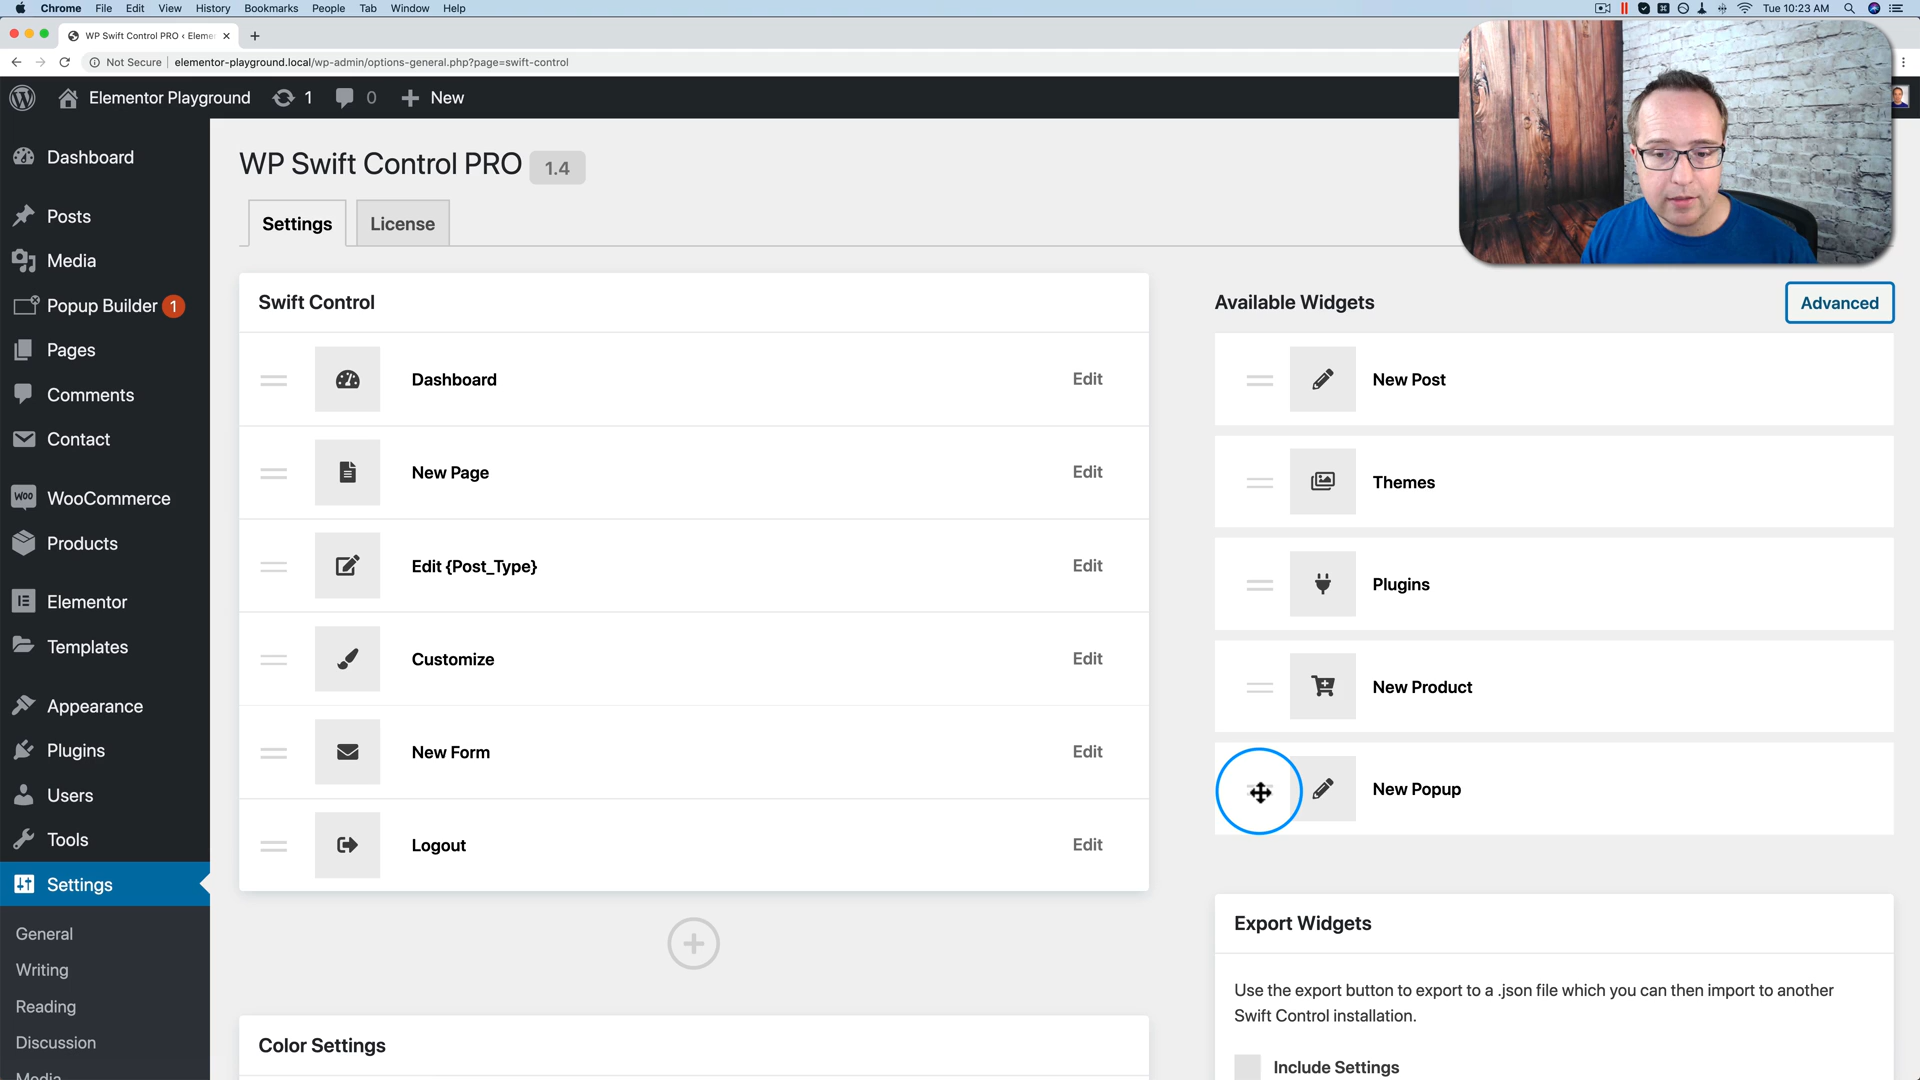 Chrome File Edit View History Bookmarks People Tab Window Help
Tue 10:23 AM
WP Swift Control PRO ‹ Eleme
Not Secure elementor-playground.local/wp-admin/options-general.php?page=swift-control
Elementor Playground 1 0 New
Dashboard
Posts
Media
Popup Builder 1
Pages
Comments
Contact
WooCommerce
Products
Elementor
Templates
Appearance
Plugins
Users
Tools
Settings
General
Writing
Reading
Discussion
Media
WP Swift Control PRO 1.4
Settings License
Swift Control
Dashboard Edit
New Page Edit
Edit {Post_Type} Edit
Customize Edit
New Form Edit
Logout Edit
Color Settings
Available Widgets Advanced
New Post
Themes
Plugins
New Product
New Popup
Export Widgets
Use the export button to export to a .json file which you can then import to another
Swift Control installation.
Include Settings